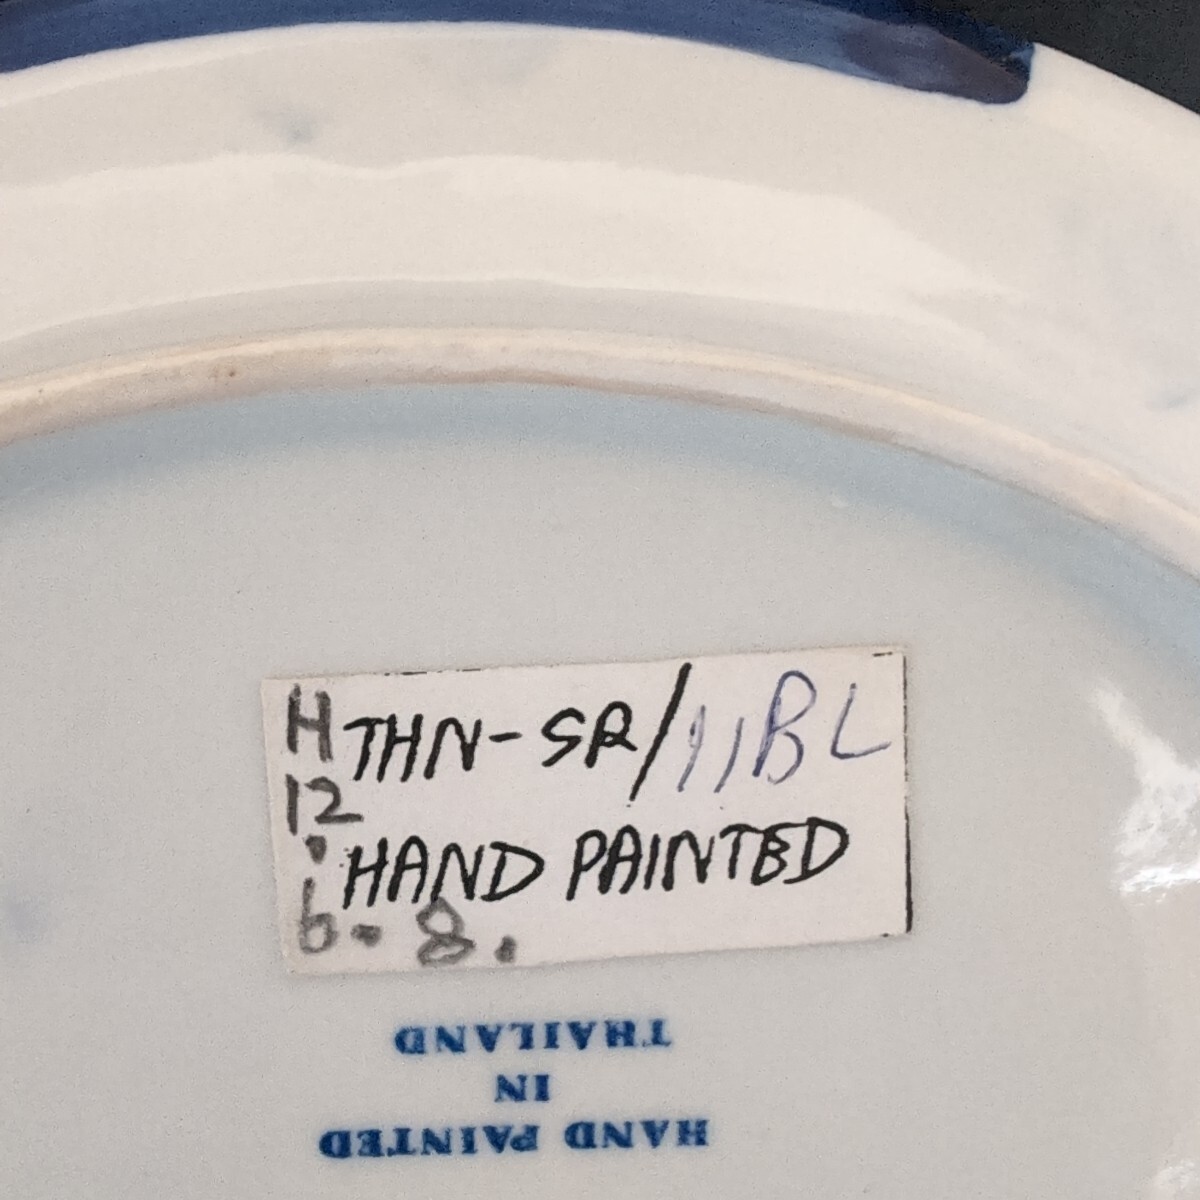 H THN-SR/11BL
12
. HAND PAINTED
6. 8.
HAND PAINTED
IN
THAILAND